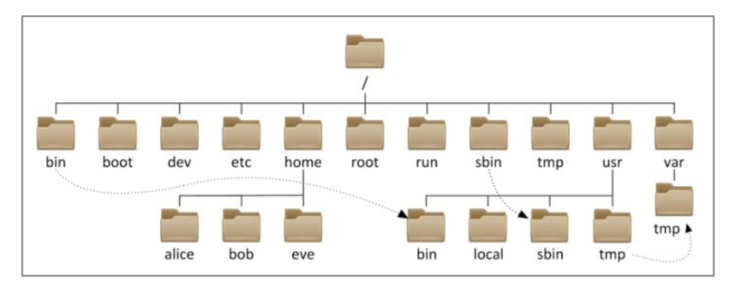 /
bin boot dev etc home root run sbin tmp usr var
tmp
alice bob eve bin local sbin tmp